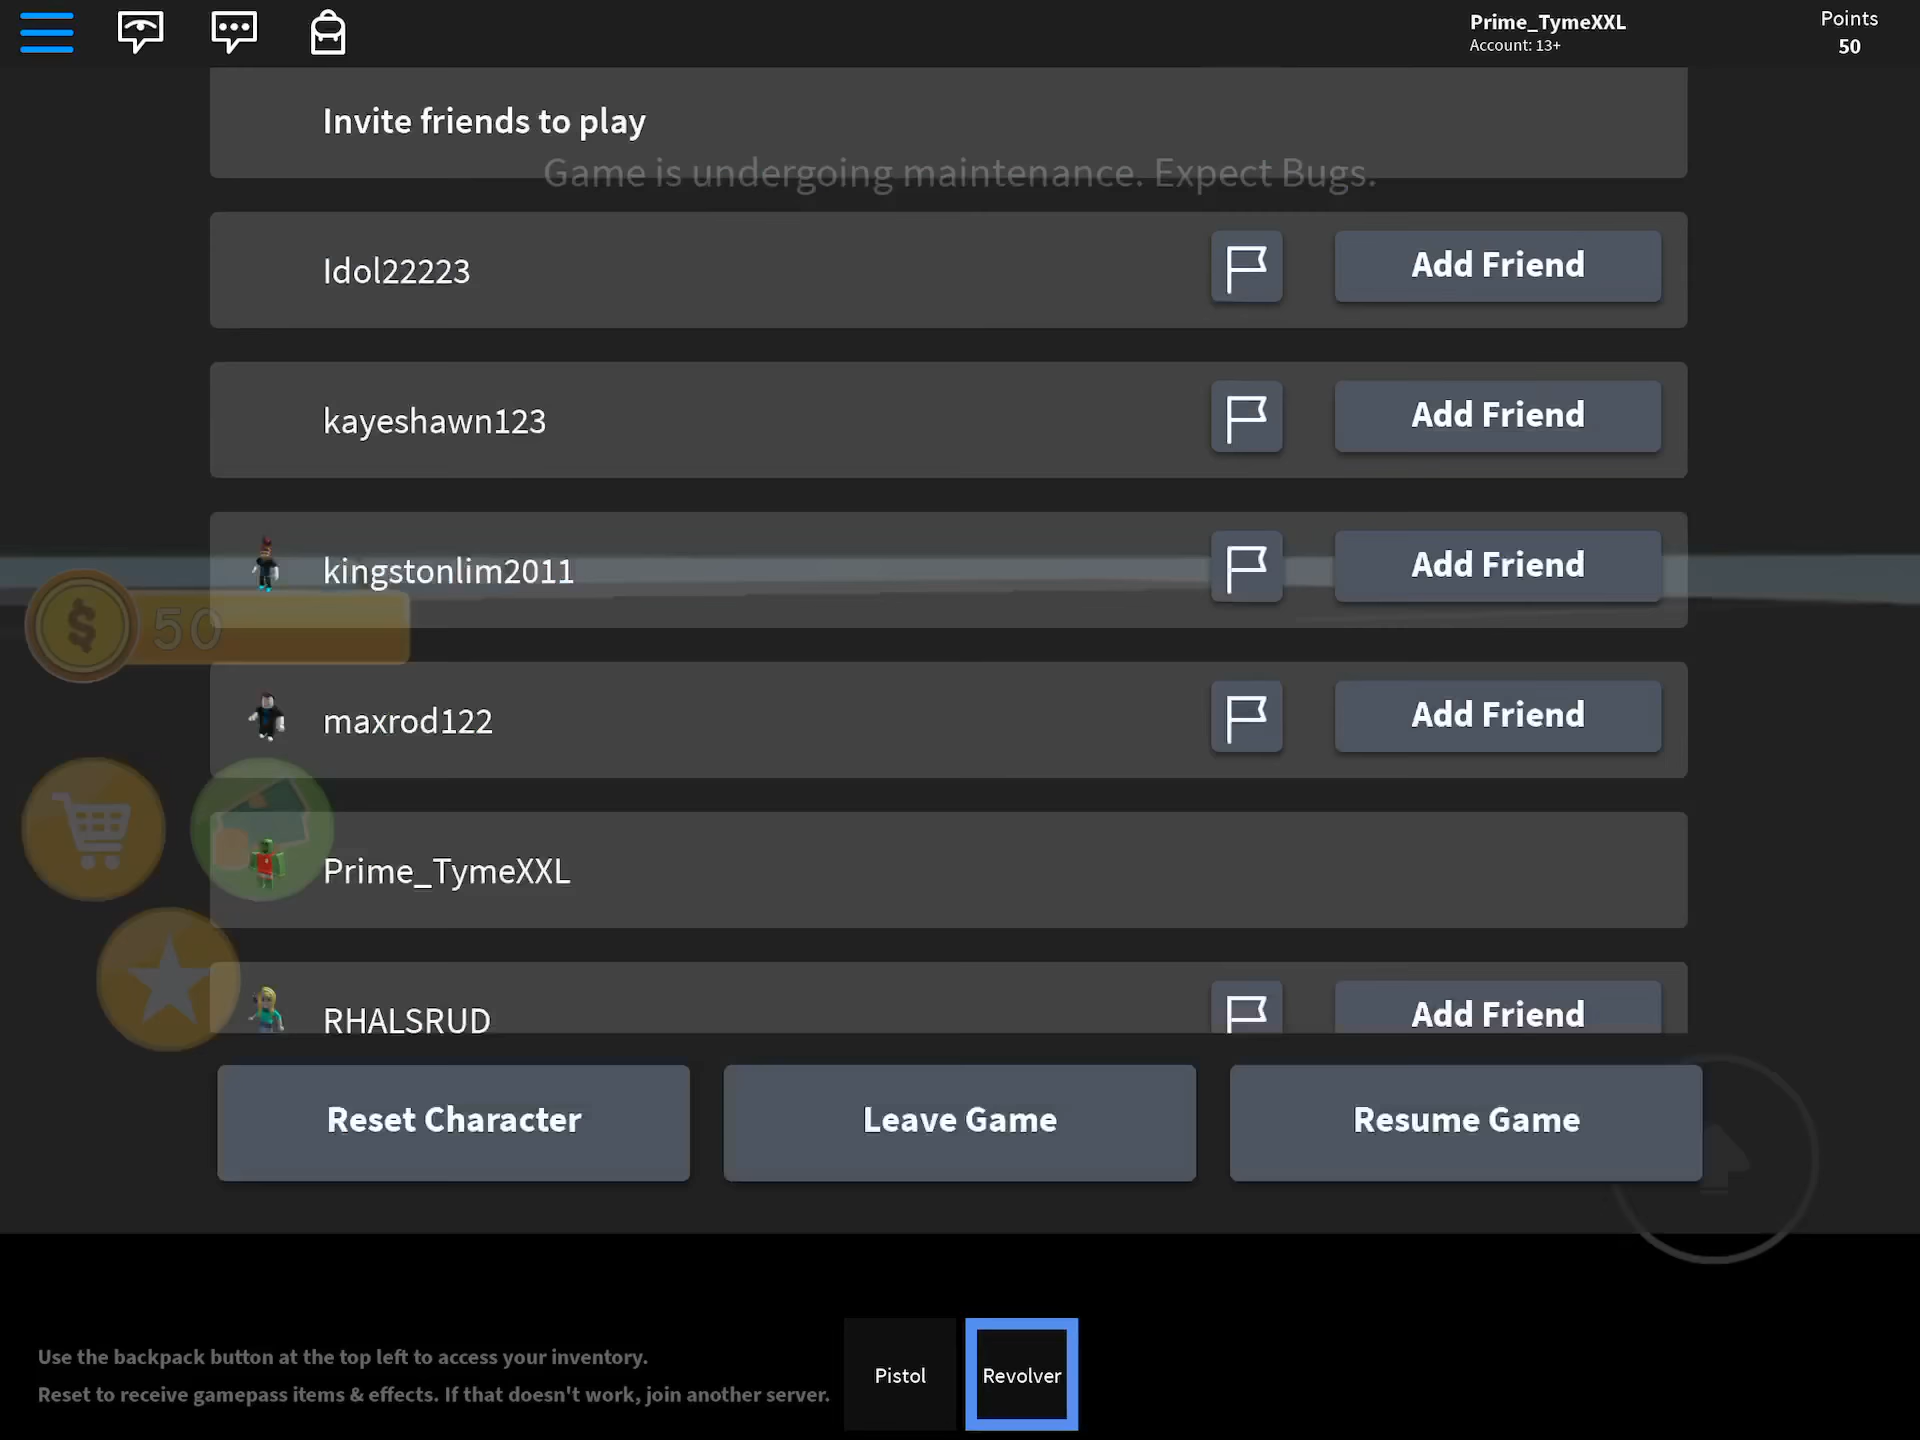 Prime_TymeXXL
Account: 13+
Points
50
Invite friends to play
Game is undergoing maintenance. Expect Bugs.
Idol22223
Add Friend
kayeshawn123
Add Friend
kingstonlim2011
Add Friend
50
maxrod122
Add Friend
Prime_TymeXXL
RHALSRUD
Add Friend
Reset Character
Leave Game
Resume Game
Use the backpack button at the top left to access your inventory.
Reset to receive gamepass items & effects. If that doesn't work, join another server.
Pistol
Revolver